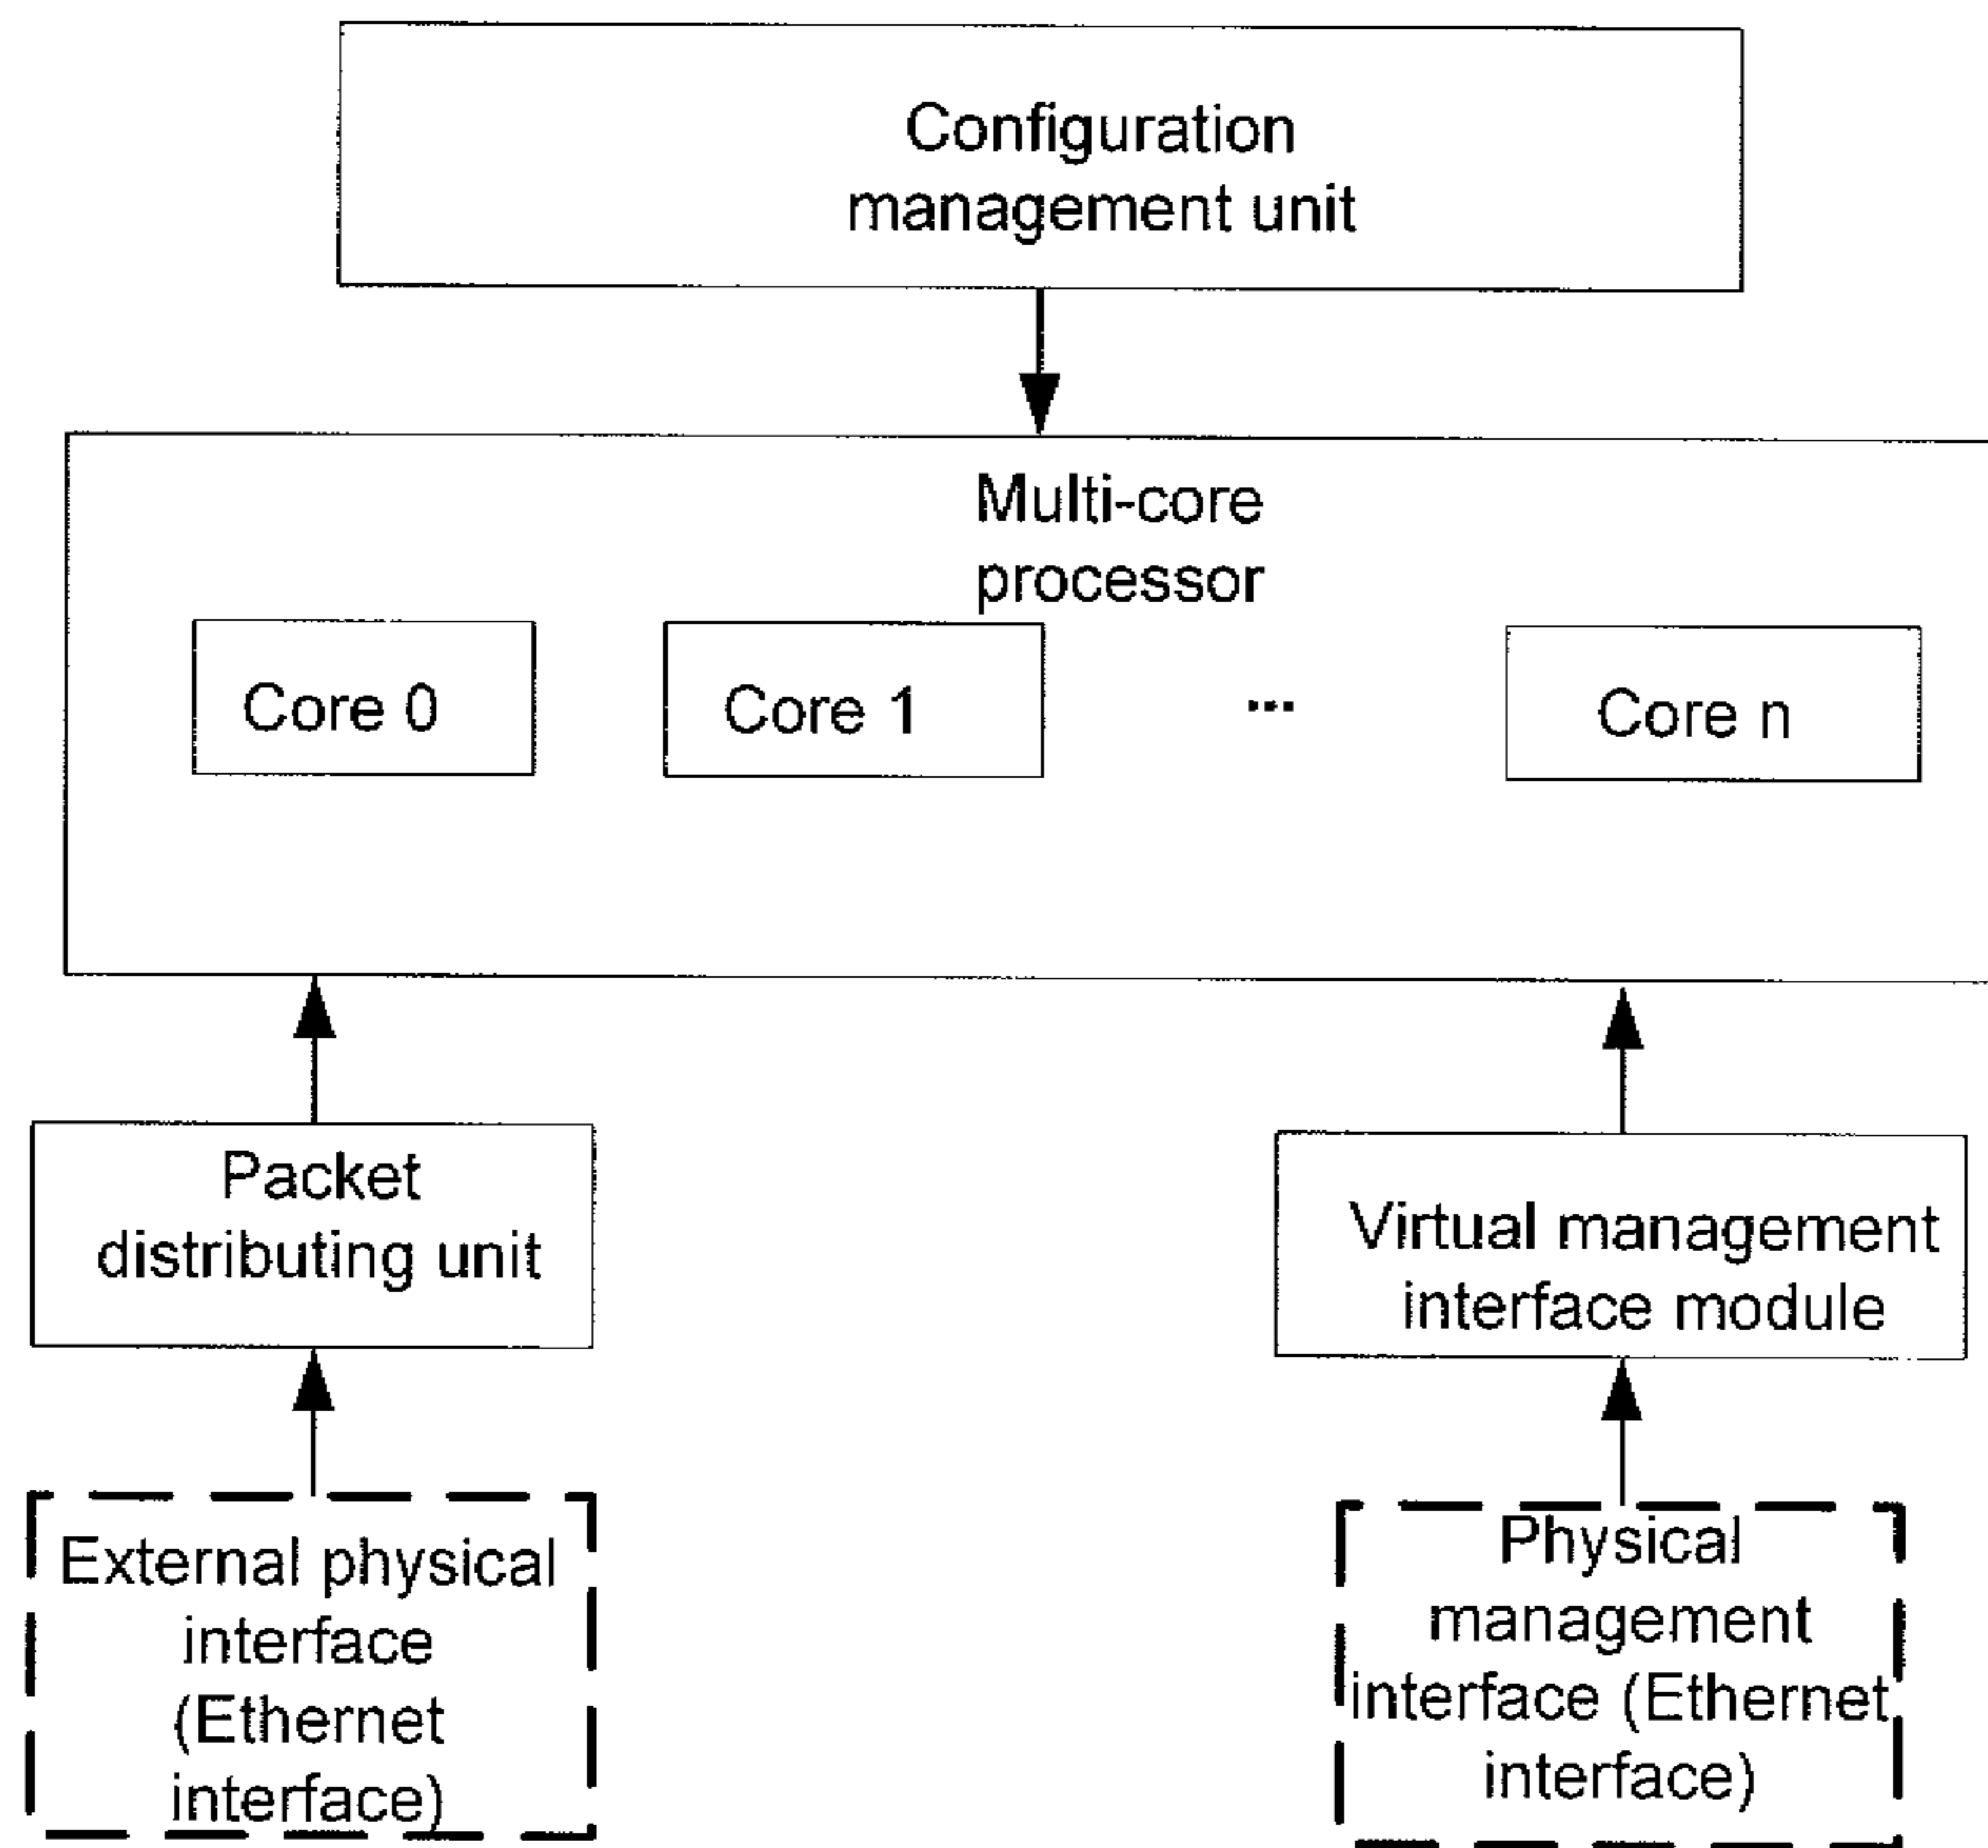 Configuration
management unit
Multi-core
processor
Core 0
Core 1
...
Core n
Packet
distributing unit
Virtual management
interface module
External physical
interface
(Ethernet
interface)
Physical
management
interface (Ethernet
interface)